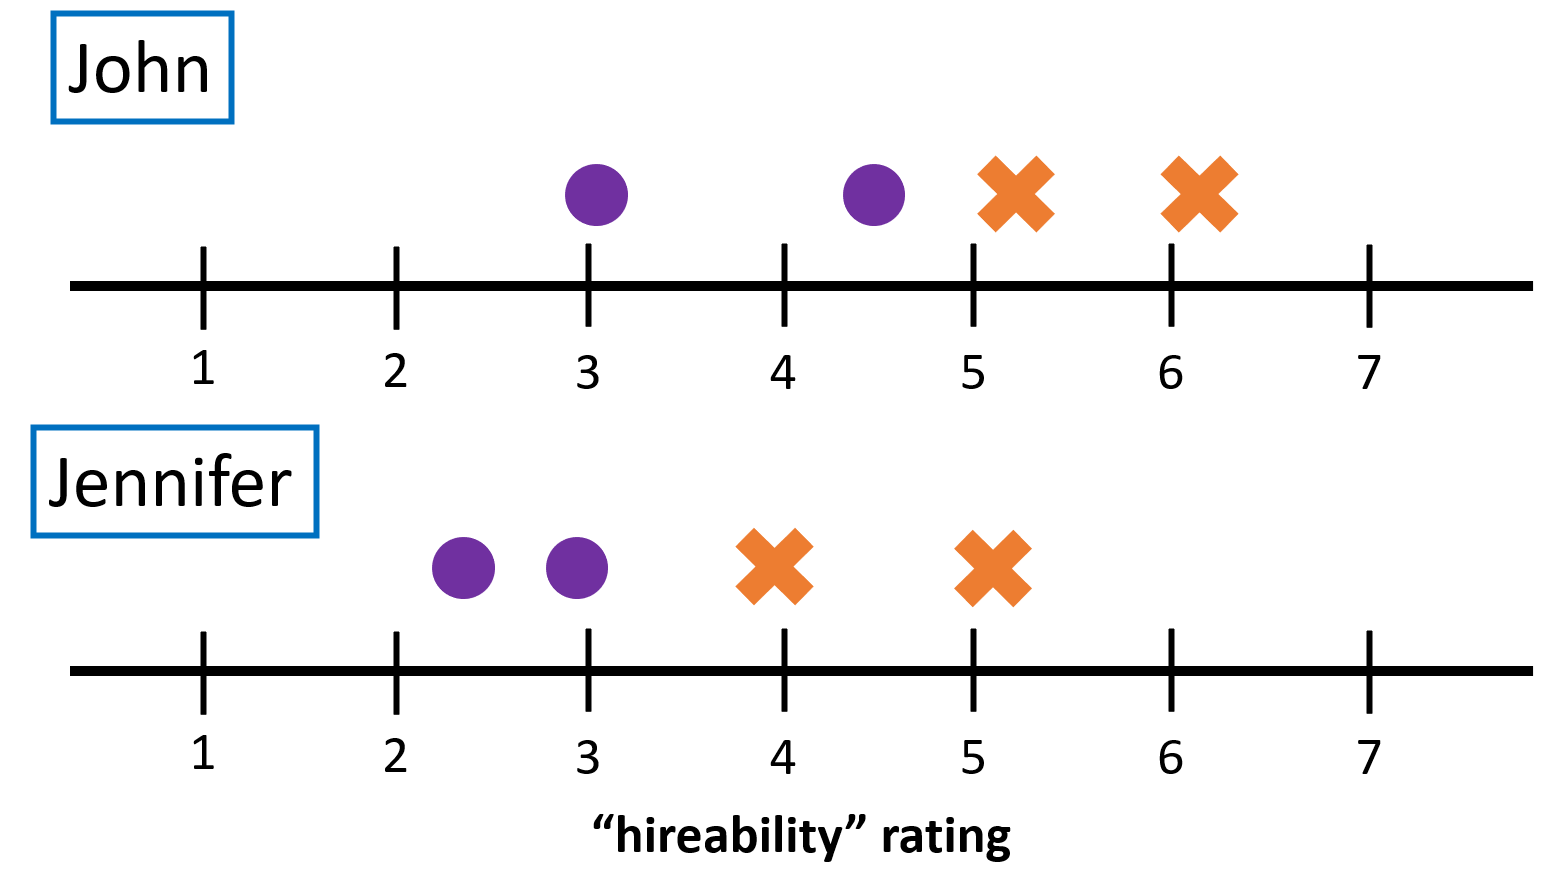 John
1 2 3 4 5 6 7
Jennifer
1 2 3 4 5 6 7
“hireability” rating